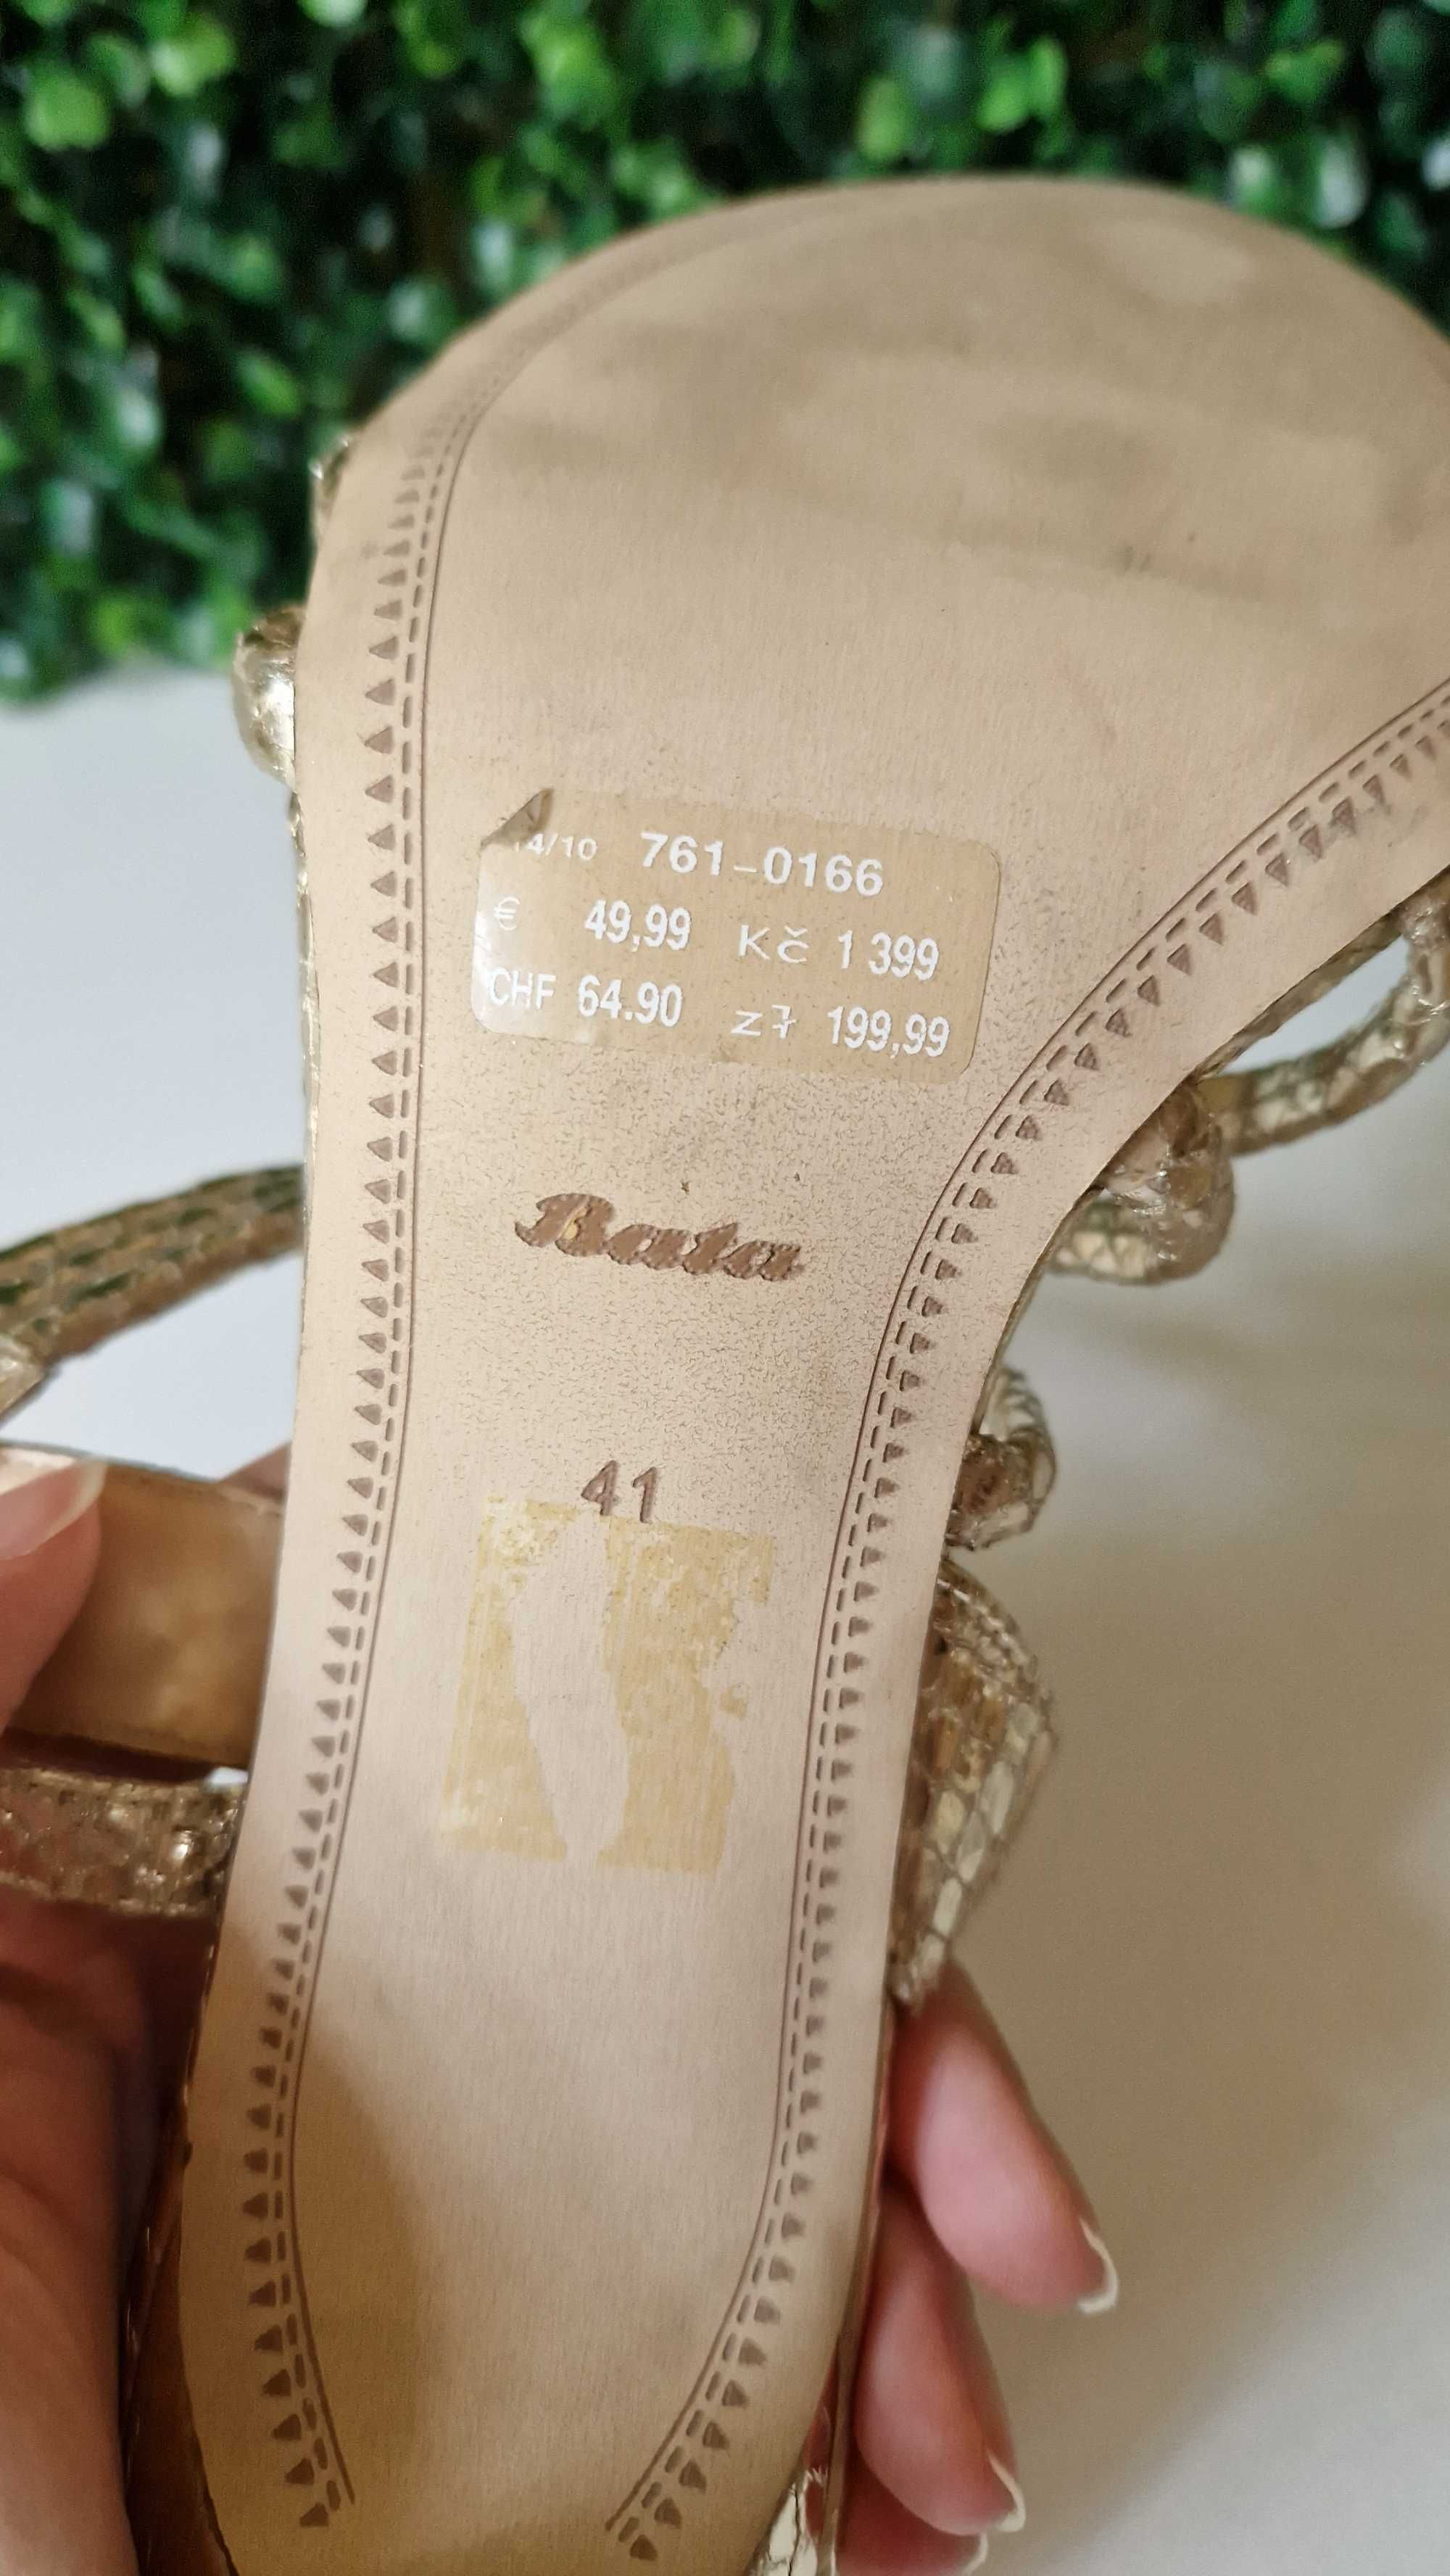 14/10 761-0166
€ 49,99 Kč 1 399
CHF 64.90 zł 199,99
Bata
41